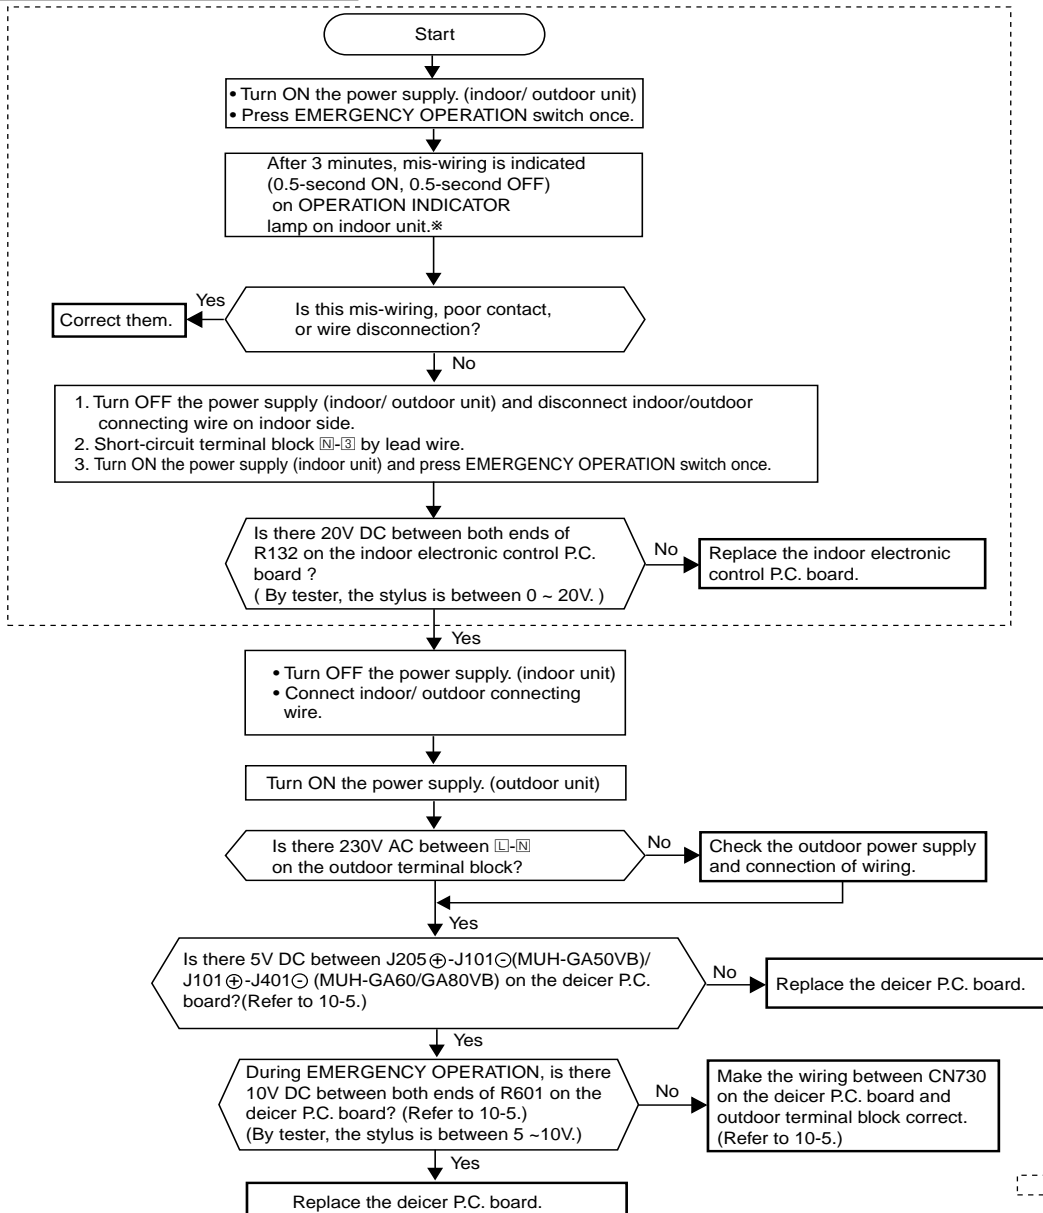 Start
• Turn ON the power supply. (indoor/ outdoor unit)
• Press EMERGENCY OPERATION switch once.
After 3 minutes, mis-wiring is indicated
(0.5-second ON, 0.5-second OFF)
on OPERATION INDICATOR
lamp on indoor unit.※
Is this mis-wiring, poor contact,
or wire disconnection?
Yes
Correct them.
No
1. Turn OFF the power supply (indoor/ outdoor unit) and disconnect indoor/outdoor
connecting wire on indoor side.
2. Short-circuit terminal block N-3 by lead wire.
3. Turn ON the power supply (indoor unit) and press EMERGENCY OPERATION switch once.
Is there 20V DC between both ends of
R132 on the indoor electronic control P.C.
board ?
( By tester, the stylus is between 0 ~ 20V. )
No
Replace the indoor electronic
control P.C. board.
Yes
• Turn OFF the power supply. (indoor unit)
• Connect indoor/ outdoor connecting
wire.
Turn ON the power supply. (outdoor unit)
Is there 230V AC between L-N
on the outdoor terminal block?
No
Check the outdoor power supply
and connection of wiring.
Yes
Is there 5V DC between J205⊕-J101⊖(MUH-GA50VB)/
J101⊕-J401⊖ (MUH-GA60/GA80VB) on the deicer P.C.
board?(Refer to 10-5.)
No
Replace the deicer P.C. board.
Yes
During EMERGENCY OPERATION, is there
10V DC between both ends of R601 on the
deicer P.C. board? (Refer to 10-5.)
(By tester, the stylus is between 5 ~10V.)
No
Make the wiring between CN730
on the deicer P.C. board and
outdoor terminal block correct.
(Refer to 10-5.)
Yes
Replace the deicer P.C. board.